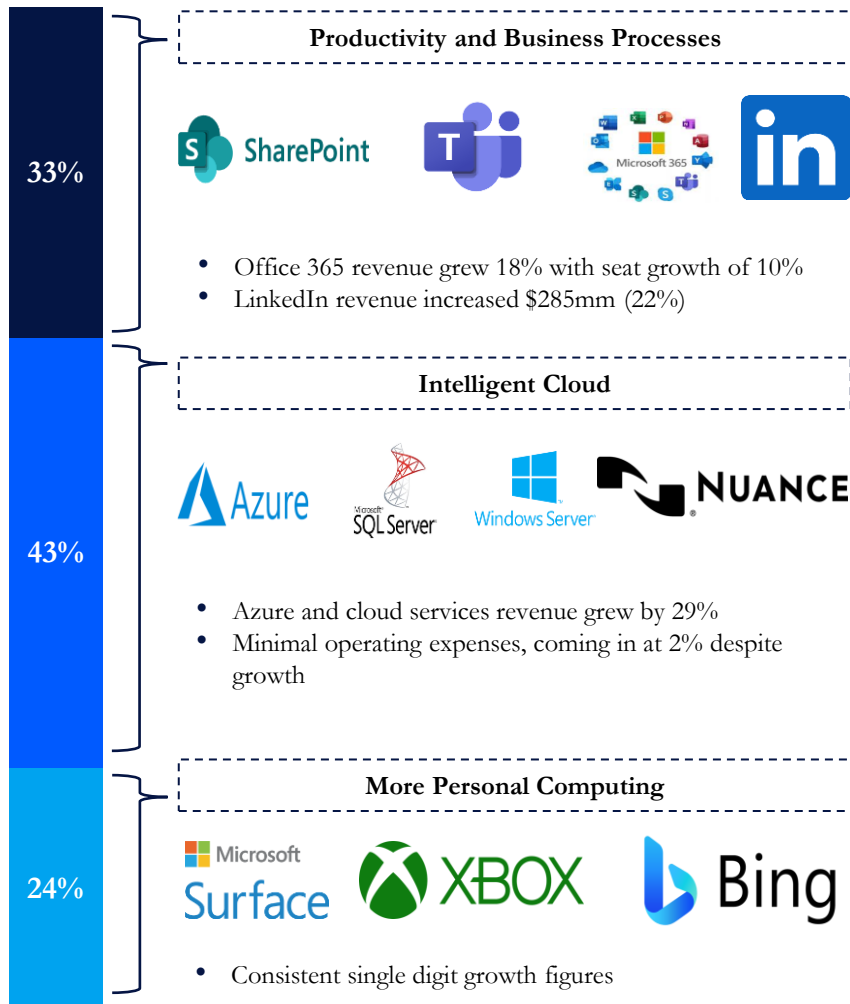 Productivity and Business Processes
33%
S SharePoint
T
Microsoft 365
in
• Office 365 revenue grew 18% with seat growth of 10%
• LinkedIn revenue increased $285mm (22%)
Intelligent Cloud
43%
Azure
Microsoft
SQL Server
Windows Server
NUANCE
• Azure and cloud services revenue grew by 29%
• Minimal operating expenses, coming in at 2% despite
growth
More Personal Computing
24%
Microsoft
Surface
XBOX
Bing
• Consistent single digit growth figures